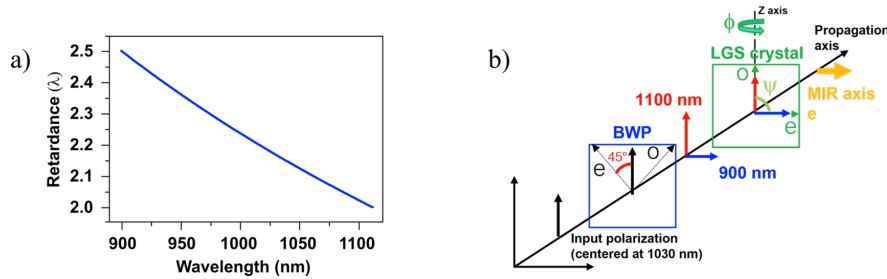 a)
2.5
2.4
2.3
2.2
2.1
2.0
Retardance (λ)
900
950
1000
1050
1100
Wavelength (nm)
b)
Z axis
ϕ
Propagation
axis
LGS crystal
o
ψ
MIR axis
e
e
1100 nm
BWP
45°
o
e
900 nm
Input polarization
(centered at 1030 nm)